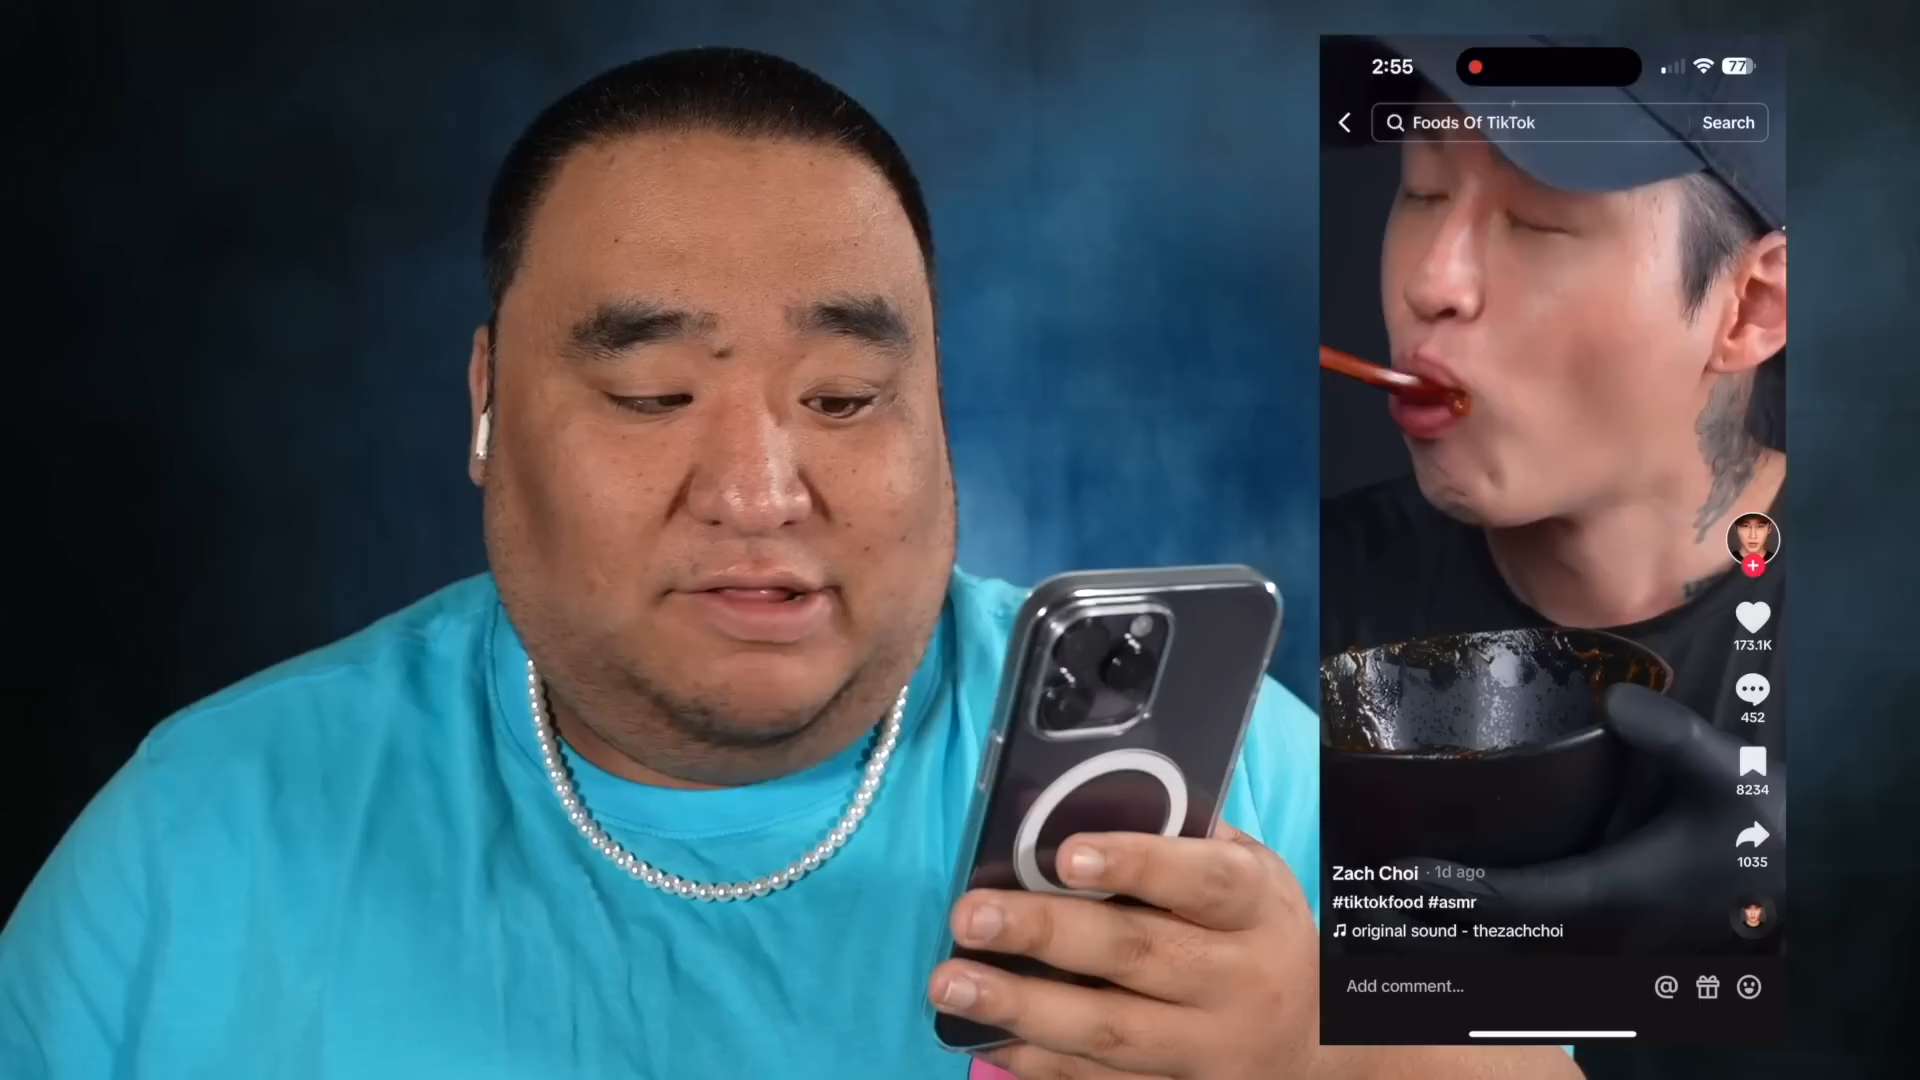 2:55
77
Foods Of TikTok
Search
173.1K
452
8234
1035
Zach Choi · 1d ago
#tiktokfood #asmr
original sound - thezachchoi
Add comment...